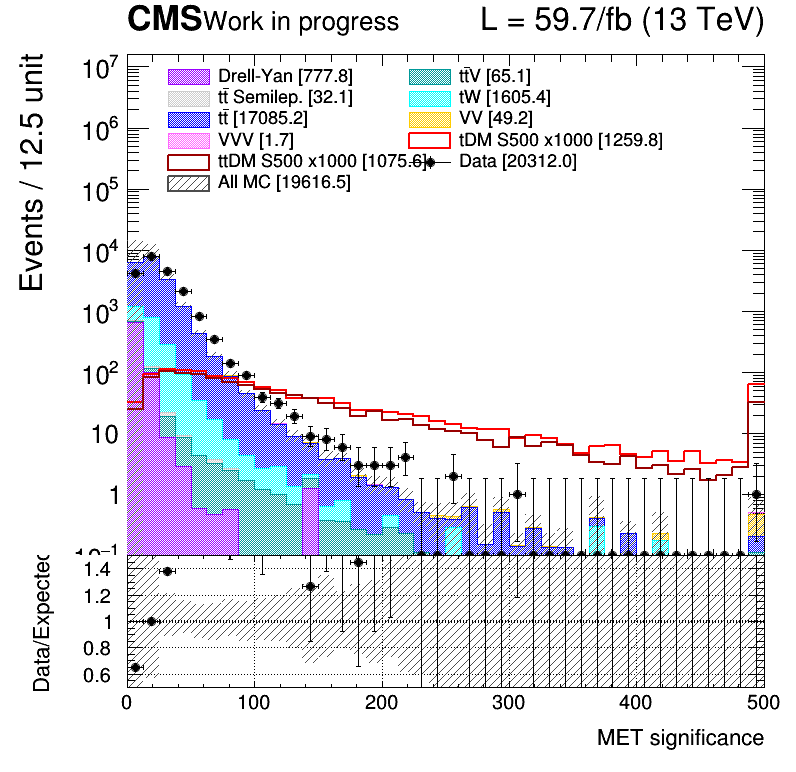 CMS Work in progress L = 59.7/fb (13 TeV)
Events / 12.5 unit
10⁷
10⁶
10⁵
10⁴
10³
10²
10
1
10⁻¹
Drell-Yan [777.8]
tt̄ Semilep. [32.1]
tt̄ [17085.2]
VVV [1.7]
ttDM S500 x1000 [1075.6]
All MC [19616.5]
tt̄V [65.1]
tW [1605.4]
VV [49.2]
tDM S500 x1000 [1259.8]
Data [20312.0]
Data/Expected
1.4
1.2
1
0.8
0.6
0 100 200 300 400 500
MET significance